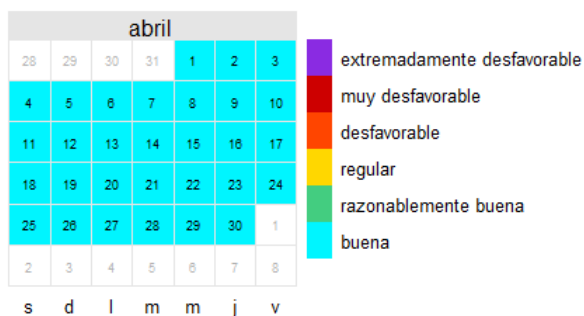 abril
28 29 30 31 1 2 3
4 5 6 7 8 9 10
11 12 13 14 15 16 17
18 19 20 21 22 23 24
25 26 27 28 29 30 1
2 3 4 5 6 7 8
s d l m m j v
extremadamente desfavorable
muy desfavorable
desfavorable
regular
razonablemente buena
buena